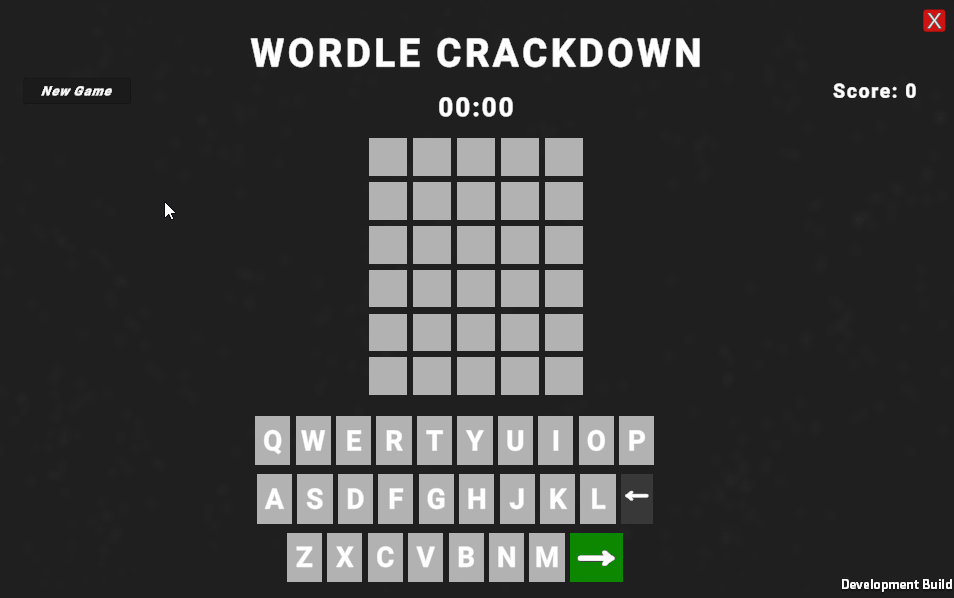 X
WORDLE CRACKDOWN
New Game
00:00
Score: 0
Q W E R T Y U I O P
A S D F G H J K L ←
Z X C V B N M →
Development Build